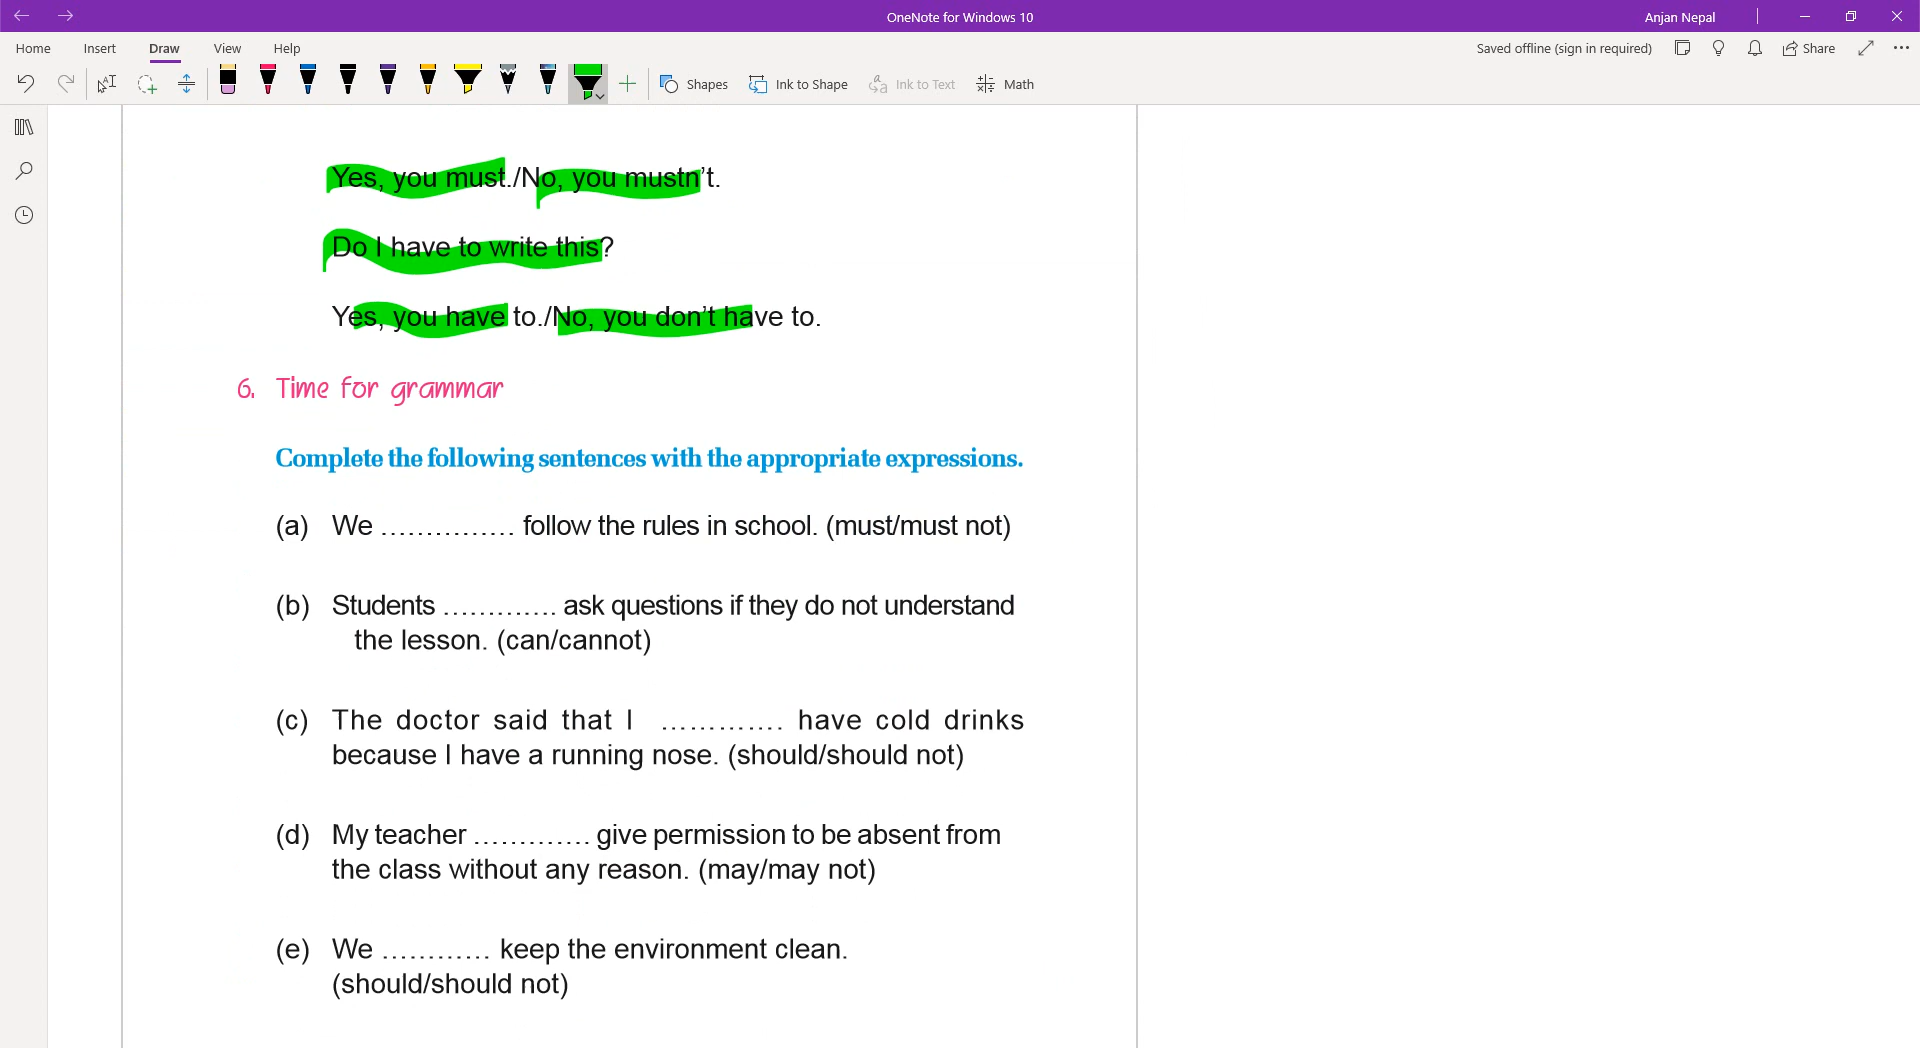 OneNote for Windows 10
Anjan Nepal
Home Insert Draw View Help
Saved offline (sign in required)
Share
Shapes
Ink to Shape
Ink to Text
Math
Yes, you must./No, you mustn't.
Do I have to write this?
Yes, you have to./No, you don't have to.
6. Time for grammar
Complete the following sentences with the appropriate expressions.
(a) We ............... follow the rules in school. (must/must not)
(b) Students ............. ask questions if they do not understand
the lesson. (can/cannot)
(c) The doctor said that I ............. have cold drinks
because I have a running nose. (should/should not)
(d) My teacher ............. give permission to be absent from
the class without any reason. (may/may not)
(e) We ............ keep the environment clean.
(should/should not)